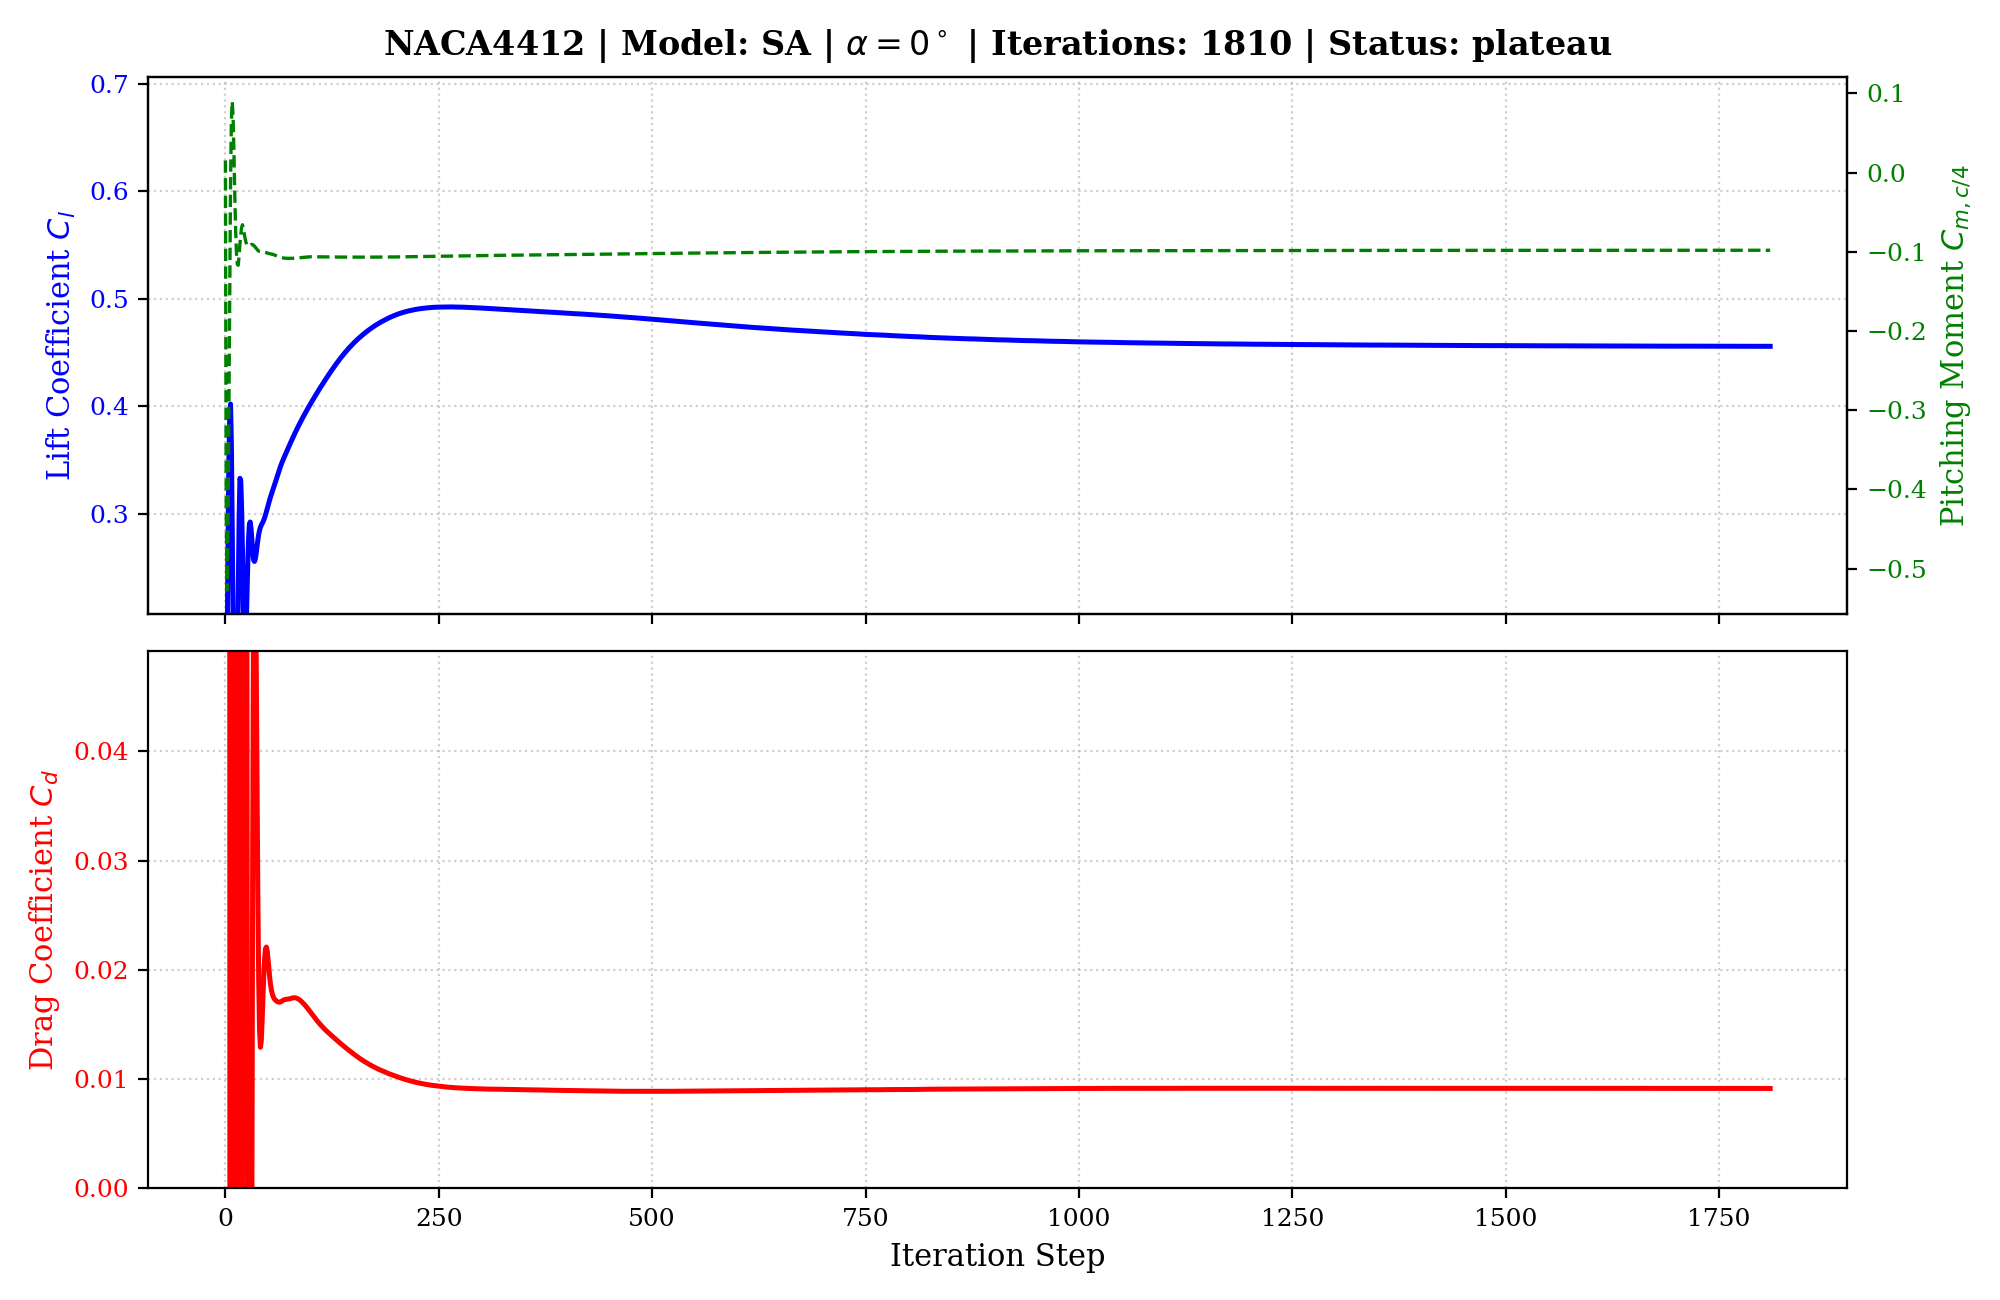 NACA4412 | Model: SA | α = 0° | Iterations: 1810 | Status: plateau
0.7
0.6
0.5
0.4
0.3
Lift Coefficient C_l
0.1
0.0
−0.1
−0.2
−0.3
−0.4
−0.5
Pitching Moment C_{m,c/4}
0.04
0.03
0.02
0.01
0.00
Drag Coefficient C_d
0 250 500 750 1000 1250 1500 1750
Iteration Step